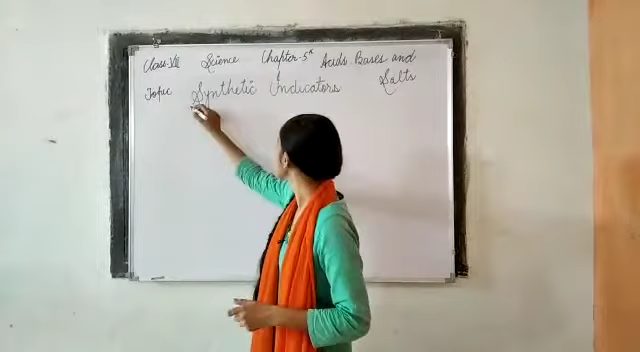 Class-VII Science Chapter-5th Acids Bases and Salts
Topic Synthetic Indicators